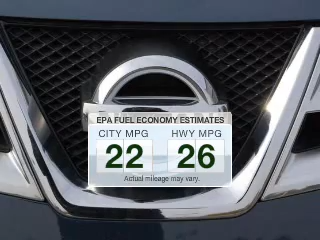 EPA FUEL ECONOMY ESTIMATES
CITY MPG HWY MPG
22 26
Actual mileage may vary.